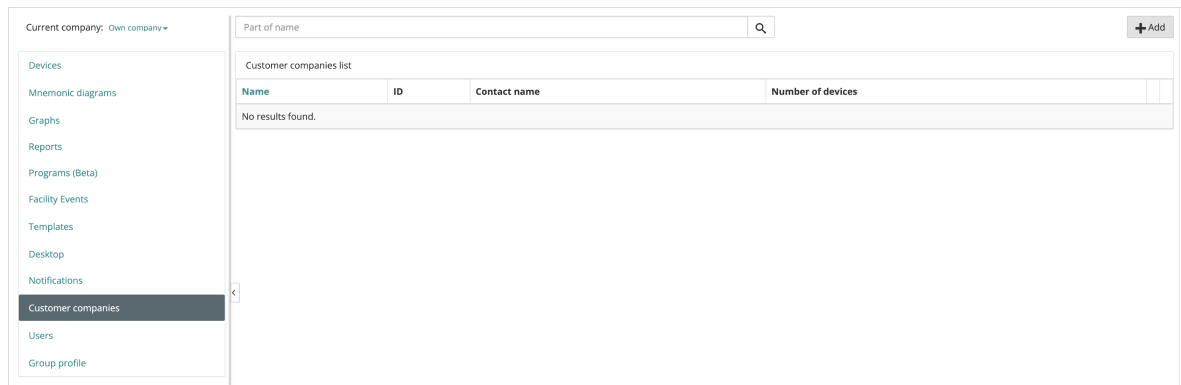 Current company: Own company
Part of name
Add
Devices
Mnemonic diagrams
Graphs
Reports
Programs (Beta)
Facility Events
Templates
Desktop
Notifications
Customer companies
Users
Group profile
Customer companies list
Name ID Contact name Number of devices
No results found.